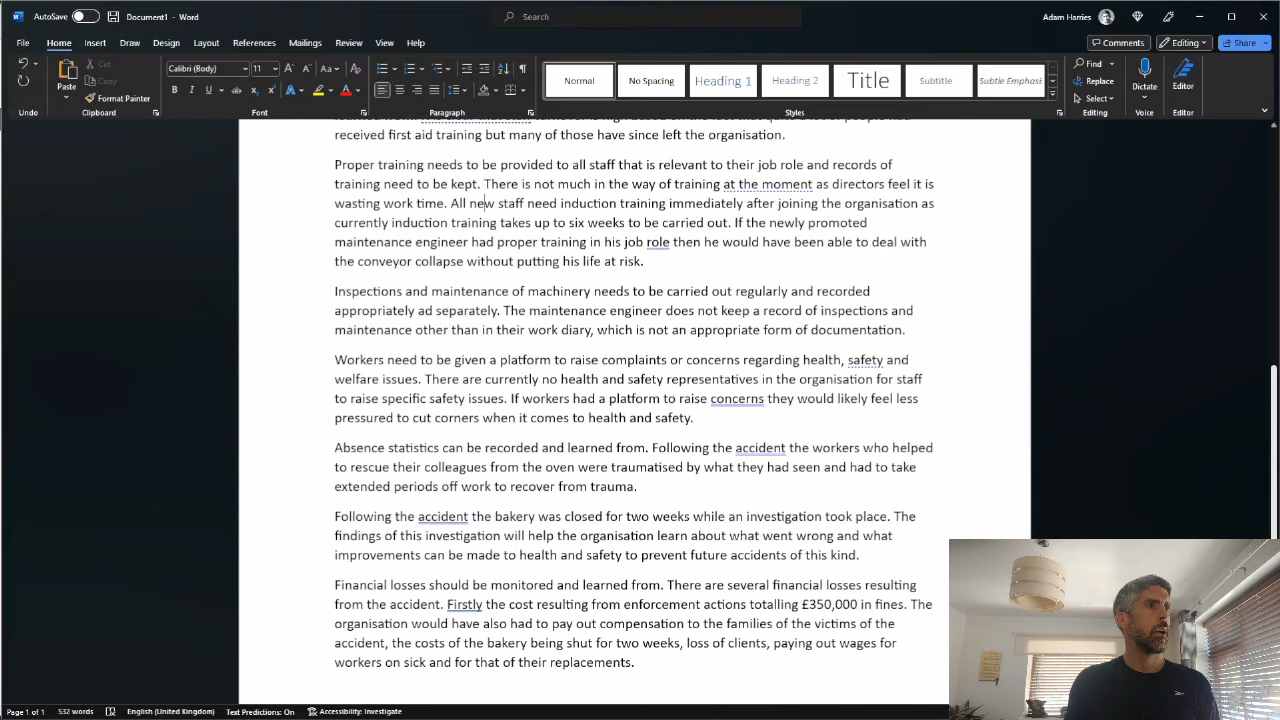 AutoSave Document1 - Word Search Adam Harries
File Home Insert Draw Design Layout References Mailings Review View Help Comments Editing Share
Calibri (Body) 11 Aa Cut Copy Format Painter Paste
Normal No Spacing Heading 1 Heading 2 Title Subtitle Subtle Emphasi
Find Replace Select Dictate Editor
Undo Clipboard Font Paragraph Styles Voice Editor
received first aid training but many of those have since left the organisation.
Proper training needs to be provided to all staff that is relevant to their job role and records of
training need to be kept. There is not much in the way of training at the moment as directors feel it is
wasting work time. All new staff need induction training immediately after joining the organisation as
currently induction training takes up to six weeks to be carried out. If the newly promoted
maintenance engineer had proper training in his job role then he would have been able to deal with
the conveyor collapse without putting his life at risk.
Inspections and maintenance of machinery needs to be carried out regularly and recorded
appropriately ad separately. The maintenance engineer does not keep a record of inspections and
maintenance other than in their work diary, which is not an appropriate form of documentation.
Workers need to be given a platform to raise complaints or concerns regarding health, safety and
welfare issues. There are currently no health and safety representatives in the organisation for staff
to raise specific safety issues. If workers had a platform to raise concerns they would likely feel less
pressured to cut corners when it comes to health and safety.
Absence statistics can be recorded and learned from. Following the accident the workers who helped
to rescue their colleagues from the oven were traumatised by what they had seen and had to take
extended periods off work to recover from trauma.
Following the accident the bakery was closed for two weeks while an investigation took place. The
findings of this investigation will help the organisation learn about what went wrong and what
improvements can be made to health and safety to prevent future accidents of this kind.
Financial losses should be monitored and learned from. There are several financial losses resulting
from the accident. Firstly the cost resulting from enforcement actions totalling £350,000 in fines. The
organisation would have also had to pay out compensation to the families of the victims of the
accident, the costs of the bakery being shut for two weeks, loss of clients, paying out wages for
workers on sick and for that of their replacements.
Page 1 of 1 532 words English (United Kingdom) Text Predictions: On Accessibility: Investigate